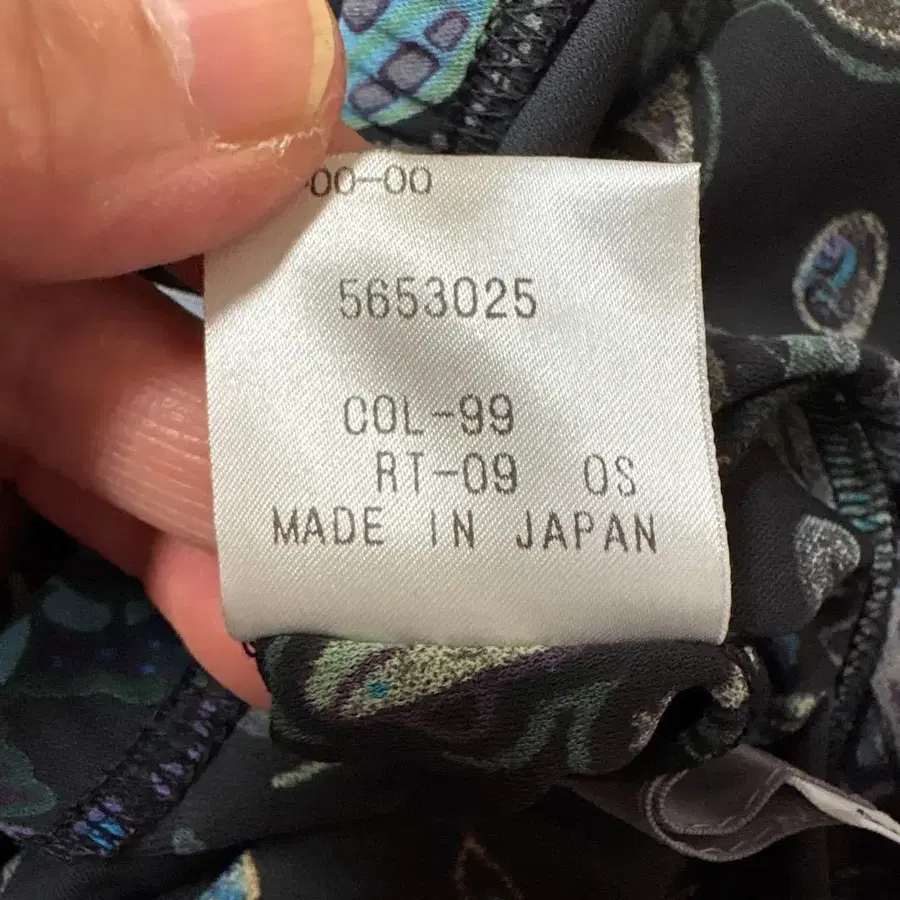 -00-00
5653025
COL-99
RT-09 OS
MADE IN JAPAN